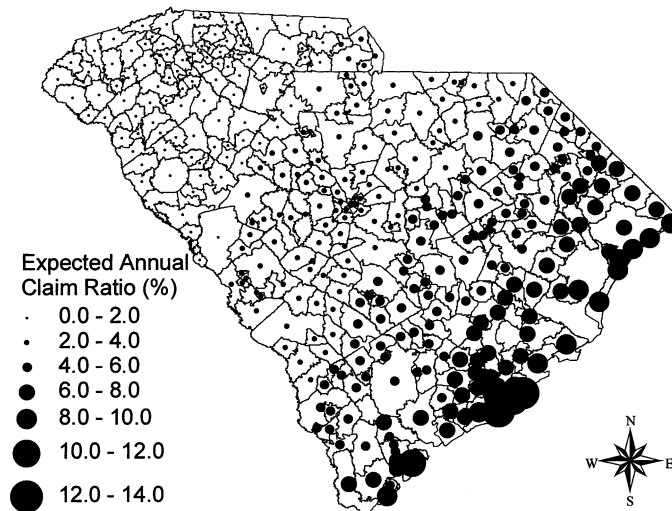 Expected Annual
Claim Ratio (%)
0.0 - 2.0
2.0 - 4.0
4.0 - 6.0
6.0 - 8.0
8.0 - 10.0
10.0 - 12.0
12.0 - 14.0
N
W E
S